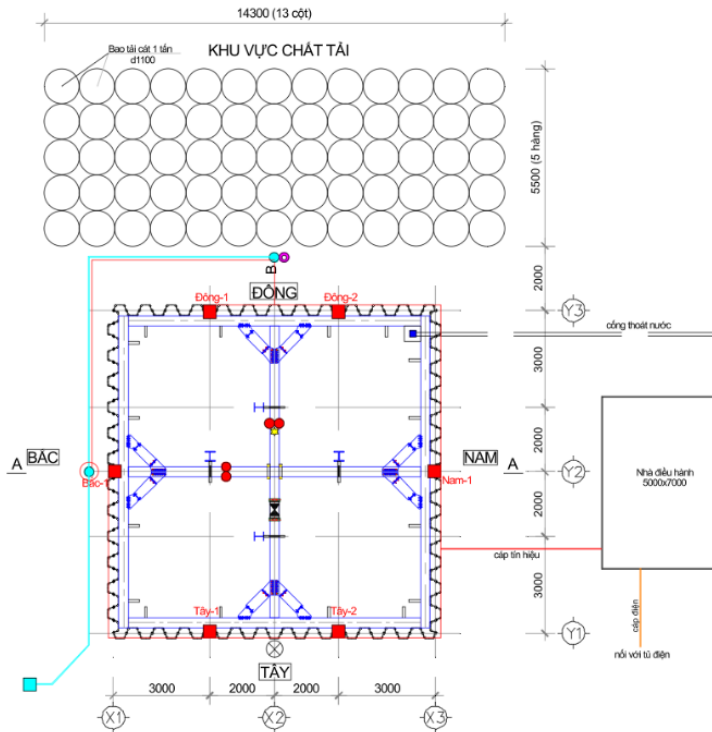 14300 (13 cột)
Bao tải cát 1 tấn
d1100
KHU VỰC CHẤT TẢI
5500 (5 hàng)
2000
B
ĐÔNG
Đông-1
Đông-2
Y3
cống thoát nước
3000
2000
A
BẮC
Bắc-1
NAM
A
Nam-1
Y2
Nhà điều hành
5000x7000
2000
cáp tín hiệu
3000
cáp điện
Tây-1
Tây-2
Y1
nối với tủ điện
TÂY
3000
2000
2000
3000
X1
X2
X3